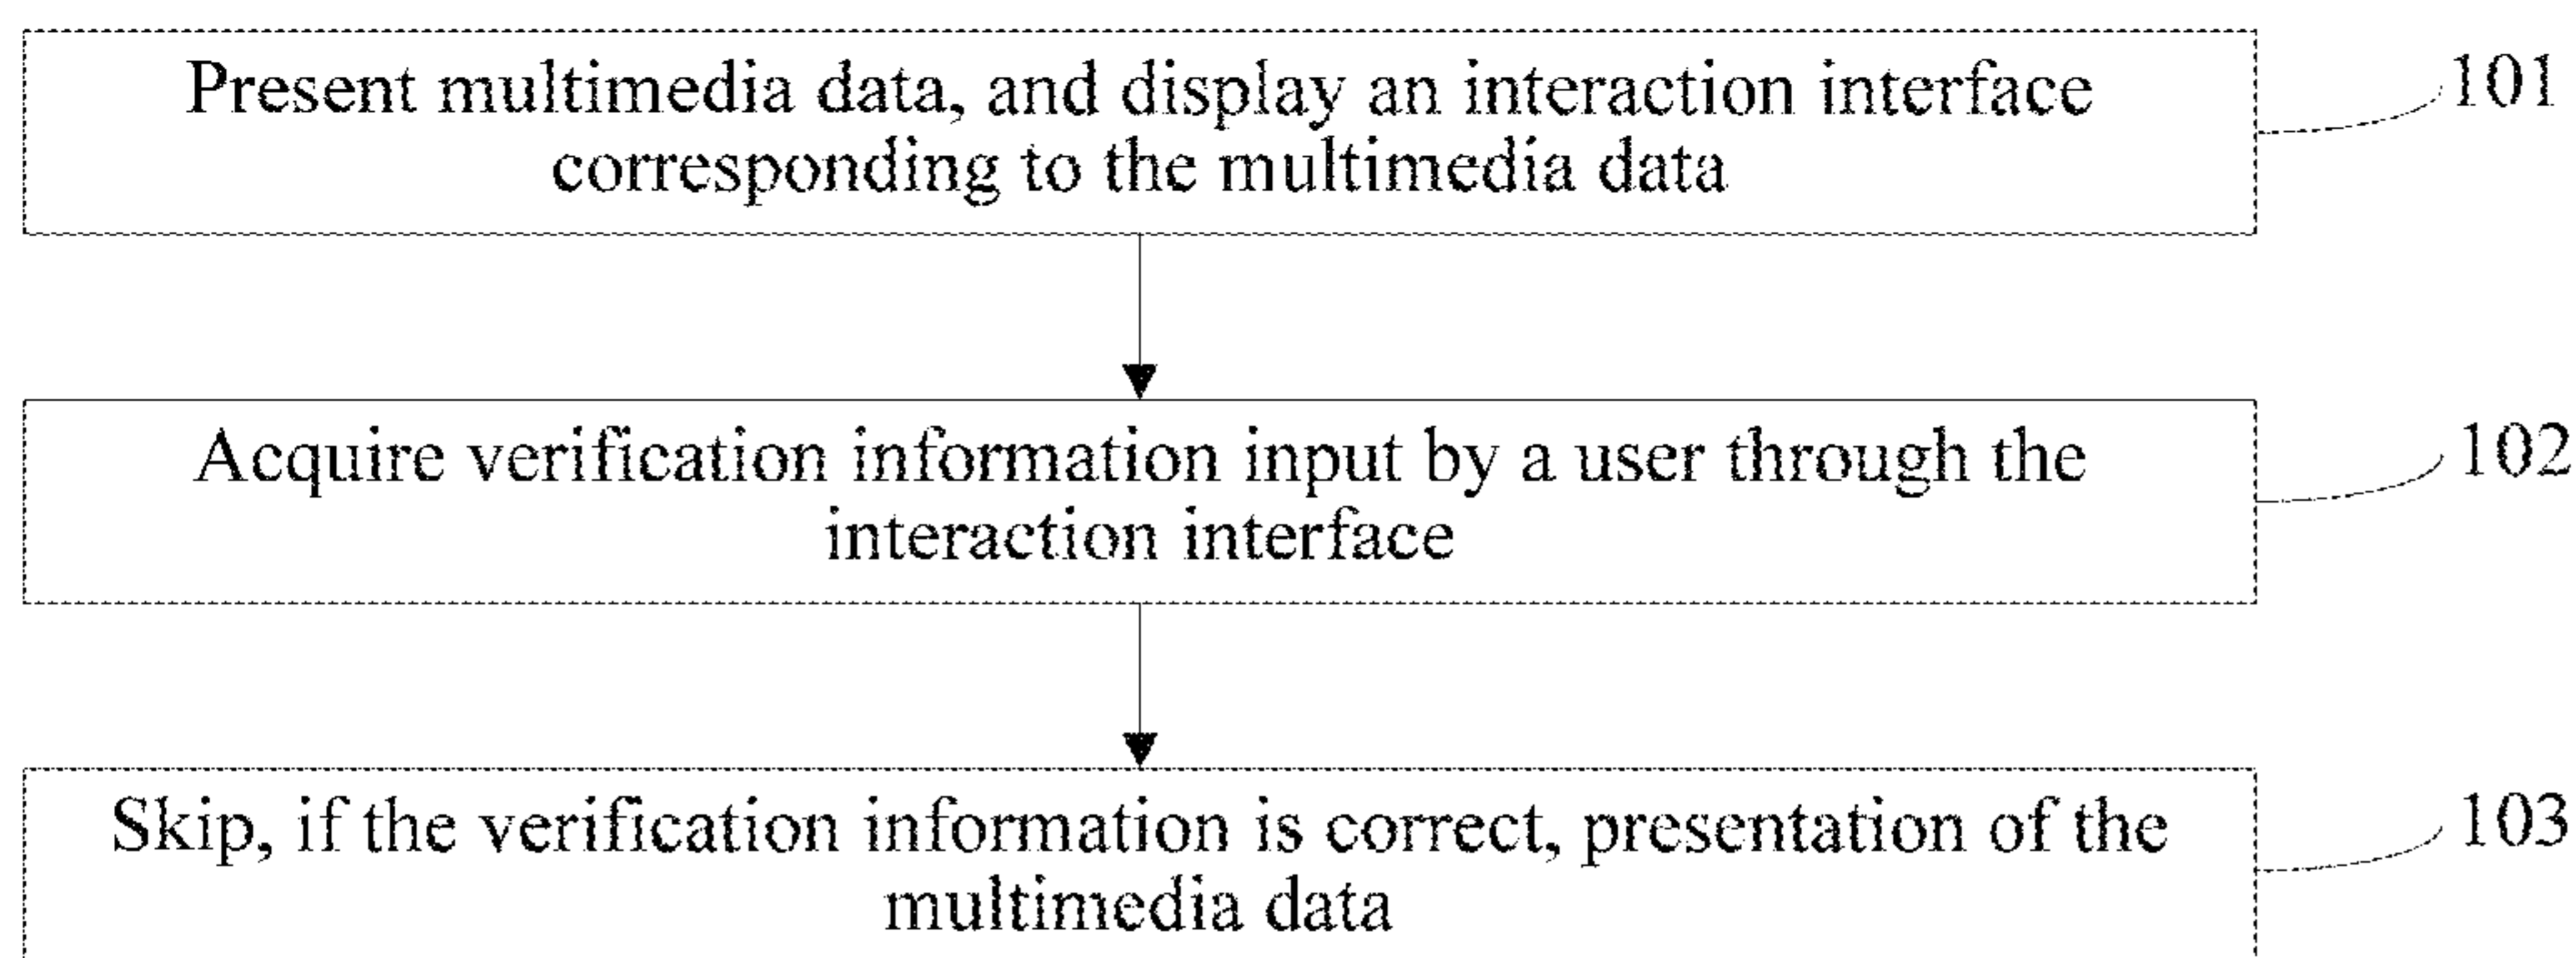 Present multimedia data, and display an interaction interface
corresponding to the multimedia data
101
Acquire verification information input by a user through the
interaction interface
102
Skip, if the verification information is correct, presentation of the
multimedia data
103